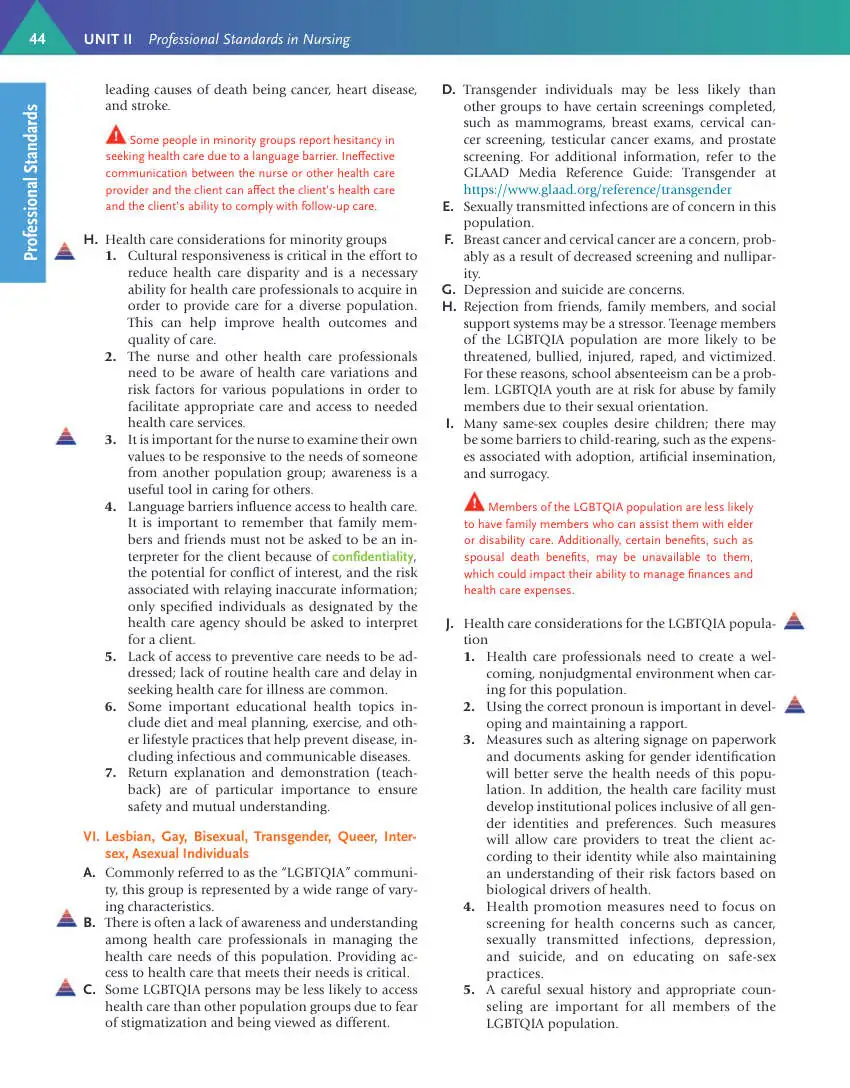 44
UNIT II Professional Standards in Nursing
Professional Standards
leading causes of death being cancer, heart disease,
and stroke.
Some people in minority groups report hesitancy in
seeking health care due to a language barrier. Ineffective
communication between the nurse or other health care
provider and the client can affect the client's health care
and the client's ability to comply with follow-up care.
H. Health care considerations for minority groups
1. Cultural responsiveness is critical in the effort to
reduce health care disparity and is a necessary
ability for health care professionals to acquire in
order to provide care for a diverse population.
This can help improve health outcomes and
quality of care.
2. The nurse and other health care professionals
need to be aware of health care variations and
risk factors for various populations in order to
facilitate appropriate care and access to needed
health care services.
3. It is important for the nurse to examine their own
values to be responsive to the needs of someone
from another population group; awareness is a
useful tool in caring for others.
4. Language barriers influence access to health care.
It is important to remember that family mem-
bers and friends must not be asked to be an in-
terpreter for the client because of confidentiality,
the potential for conflict of interest, and the risk
associated with relaying inaccurate information;
only specified individuals as designated by the
health care agency should be asked to interpret
for a client.
5. Lack of access to preventive care needs to be ad-
dressed; lack of routine health care and delay in
seeking health care for illness are common.
6. Some important educational health topics in-
clude diet and meal planning, exercise, and oth-
er lifestyle practices that help prevent disease, in-
cluding infectious and communicable diseases.
7. Return explanation and demonstration (teach-
back) are of particular importance to ensure
safety and mutual understanding.
VI. Lesbian, Gay, Bisexual, Transgender, Queer, Inter-
sex, Asexual Individuals
A. Commonly referred to as the “LGBTQIA” communi-
ty, this group is represented by a wide range of vary-
ing characteristics.
B. There is often a lack of awareness and understanding
among health care professionals in managing the
health care needs of this population. Providing ac-
cess to health care that meets their needs is critical.
C. Some LGBTQIA persons may be less likely to access
health care than other population groups due to fear
of stigmatization and being viewed as different.
D. Transgender individuals may be less likely than
other groups to have certain screenings completed,
such as mammograms, breast exams, cervical can-
cer screening, testicular cancer exams, and prostate
screening. For additional information, refer to the
GLAAD Media Reference Guide: Transgender at
https://www.glaad.org/reference/transgender
E. Sexually transmitted infections are of concern in this
population.
F. Breast cancer and cervical cancer are a concern, prob-
ably as a result of decreased screening and nullipar-
ity.
G. Depression and suicide are concerns.
H. Rejection from friends, family members, and social
support systems may be a stressor. Teenage members
of the LGBTQIA population are more likely to be
threatened, bullied, injured, raped, and victimized.
For these reasons, school absenteeism can be a prob-
lem. LGBTQIA youth are at risk for abuse by family
members due to their sexual orientation.
I. Many same-sex couples desire children; there may
be some barriers to child-rearing, such as the expens-
es associated with adoption, artificial insemination,
and surrogacy.
Members of the LGBTQIA population are less likely
to have family members who can assist them with elder
or disability care. Additionally, certain benefits, such as
spousal death benefits, may be unavailable to them,
which could impact their ability to manage finances and
health care expenses.
J. Health care considerations for the LGBTQIA popula-
tion
1. Health care professionals need to create a wel-
coming, nonjudgmental environment when car-
ing for this population.
2. Using the correct pronoun is important in devel-
oping and maintaining a rapport.
3. Measures such as altering signage on paperwork
and documents asking for gender identification
will better serve the health needs of this popu-
lation. In addition, the health care facility must
develop institutional polices inclusive of all gen-
der identities and preferences. Such measures
will allow care providers to treat the client ac-
cording to their identity while also maintaining
an understanding of their risk factors based on
biological drivers of health.
4. Health promotion measures need to focus on
screening for health concerns such as cancer,
sexually transmitted infections, depression,
and suicide, and on educating on safe-sex
practices.
5. A careful sexual history and appropriate coun-
seling are important for all members of the
LGBTQIA population.